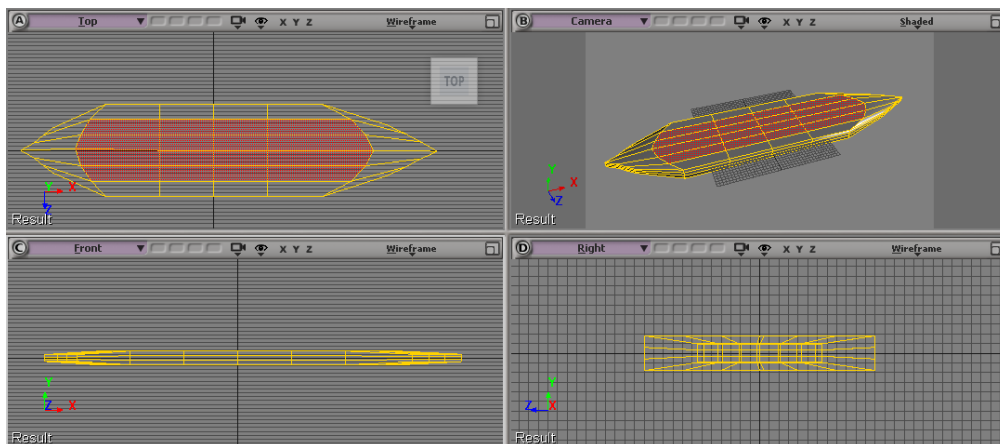 A Top X Y Z Wireframe
TOP
Y
X
Z
Result
B Camera X Y Z Shaded
Y
X
Z
Result
C Front X Y Z Wireframe
Y
Z X
Result
D Right X Y Z Wireframe
Y
Z X
Result